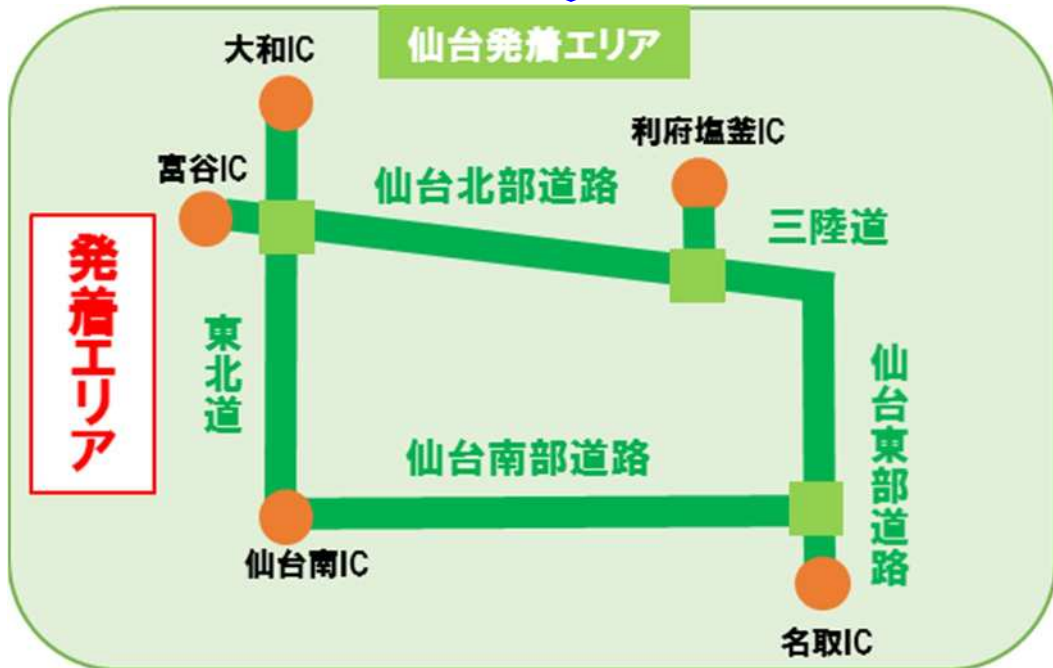 仙台発着エリア
大和IC
利府塩釜IC
富谷IC
仙台北部道路
三陸道
発着エリア
東北道
仙台東部道路
仙台南部道路
仙台南IC
名取IC